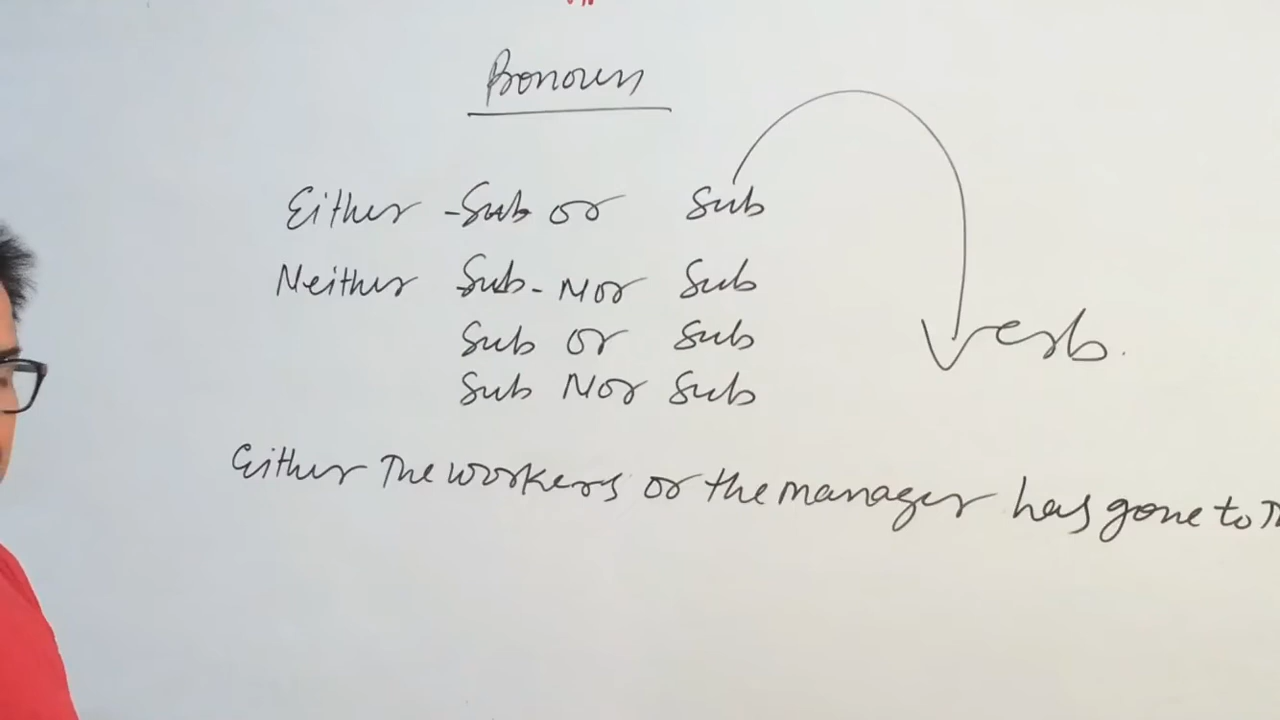 Pronoun
Either - Sub or Sub
Neither Sub - Nor Sub
Verb.
Sub or Sub
Sub Nor Sub
Either The workers or the manager has gone to